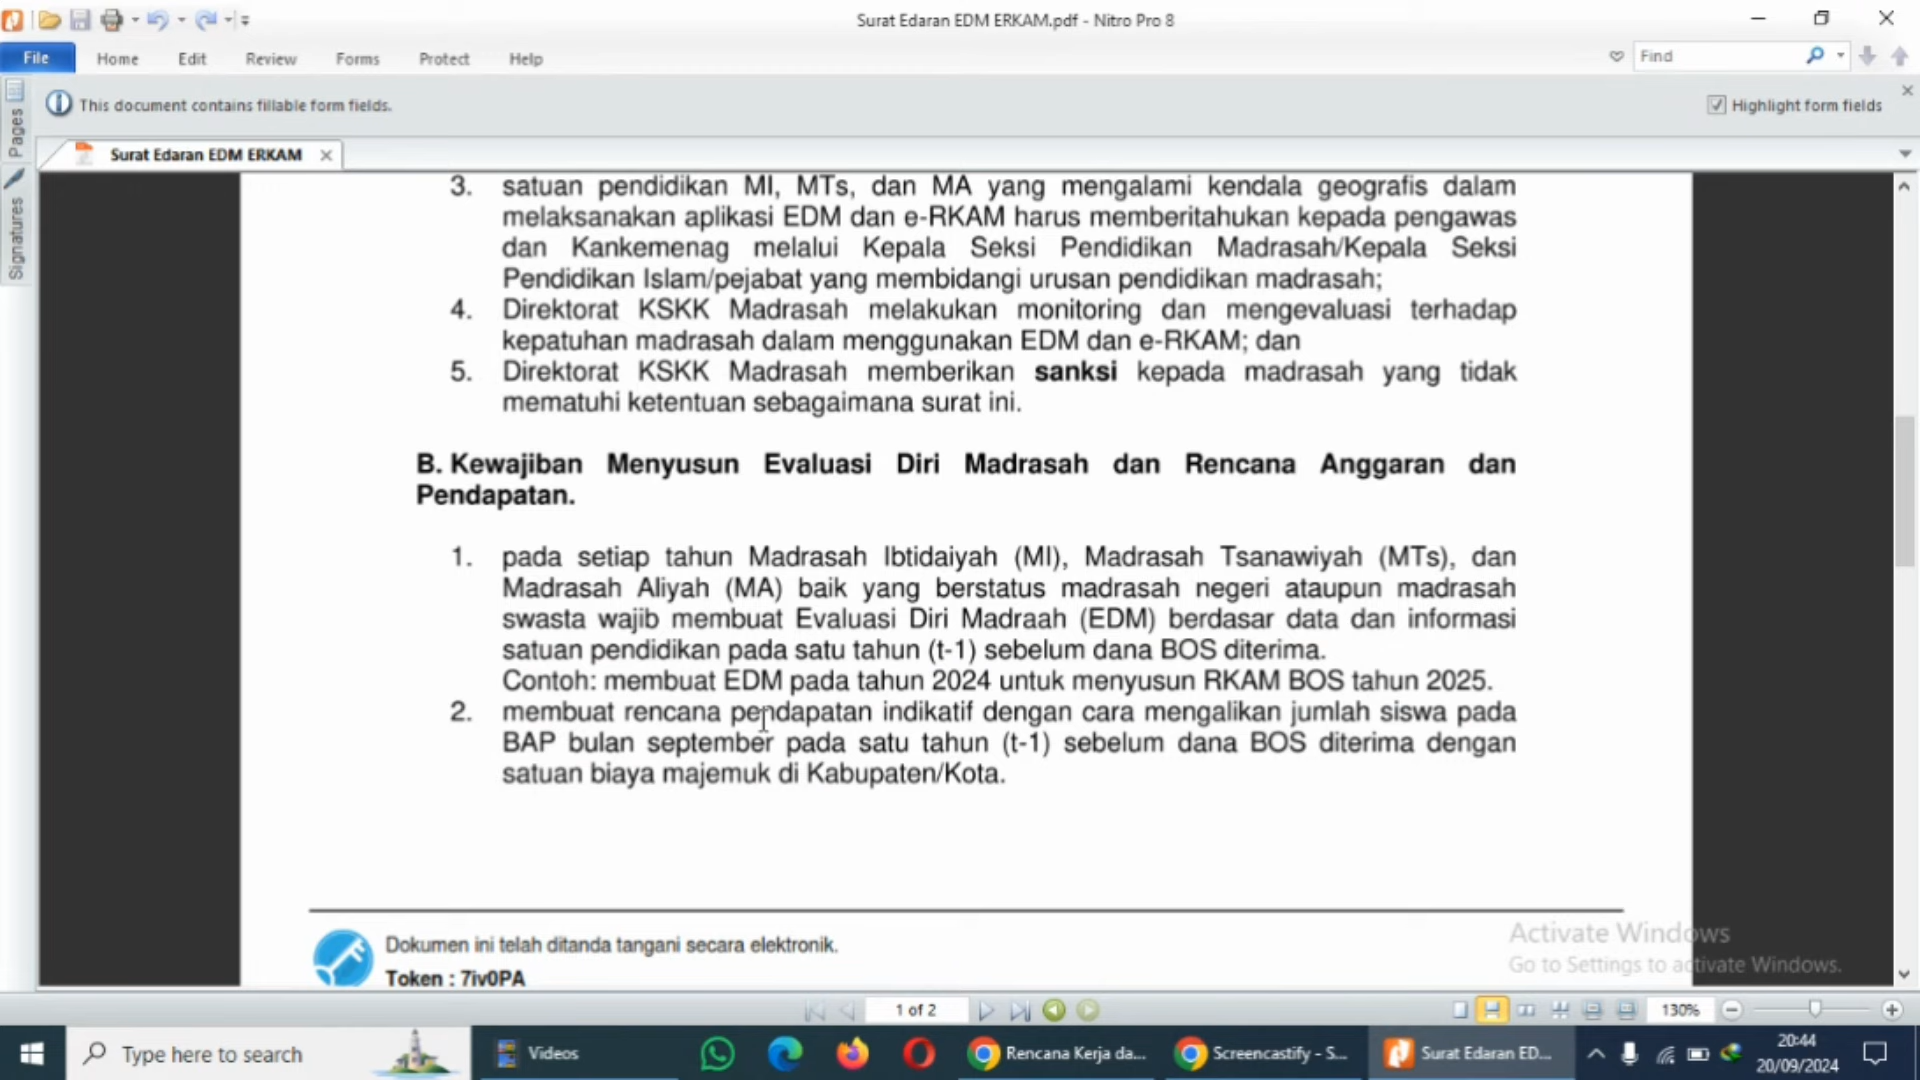 Surat Edaran EDM ERKAM.pdf - Nitro Pro 8
File Home Edit Review Forms Protect Help Find
This document contains fillable form fields. Highlight form fields
Pages
Signatures
Surat Edaran EDM ERKAM
3. satuan pendidikan MI, MTs, dan MA yang mengalami kendala geografis dalam
melaksanakan aplikasi EDM dan e-RKAM harus memberitahukan kepada pengawas
dan Kankemenag melalui Kepala Seksi Pendidikan Madrasah/Kepala Seksi
Pendidikan Islam/pejabat yang membidangi urusan pendidikan madrasah;
4. Direktorat KSKK Madrasah melakukan monitoring dan mengevaluasi terhadap
kepatuhan madrasah dalam menggunakan EDM dan e-RKAM; dan
5. Direktorat KSKK Madrasah memberikan sanksi kepada madrasah yang tidak
mematuhi ketentuan sebagaimana surat ini.
B. Kewajiban Menyusun Evaluasi Diri Madrasah dan Rencana Anggaran dan
Pendapatan.
1. pada setiap tahun Madrasah Ibtidaiyah (MI), Madrasah Tsanawiyah (MTs), dan
Madrasah Aliyah (MA) baik yang berstatus madrasah negeri ataupun madrasah
swasta wajib membuat Evaluasi Diri Madraah (EDM) berdasar data dan informasi
satuan pendidikan pada satu tahun (t-1) sebelum dana BOS diterima.
Contoh: membuat EDM pada tahun 2024 untuk menyusun RKAM BOS tahun 2025.
2. membuat rencana pendapatan indikatif dengan cara mengalikan jumlah siswa pada
BAP bulan september pada satu tahun (t-1) sebelum dana BOS diterima dengan
satuan biaya majemuk di Kabupaten/Kota.
Dokumen ini telah ditanda tangani secara elektronik.
Token : 7iv0PA
Activate Windows
Go to Settings to activate Windows.
1 of 2
130%
Type here to search
Videos
Rencana Kerja da...
Screencastify - S...
Surat Edaran ED...
20:44
20/09/2024